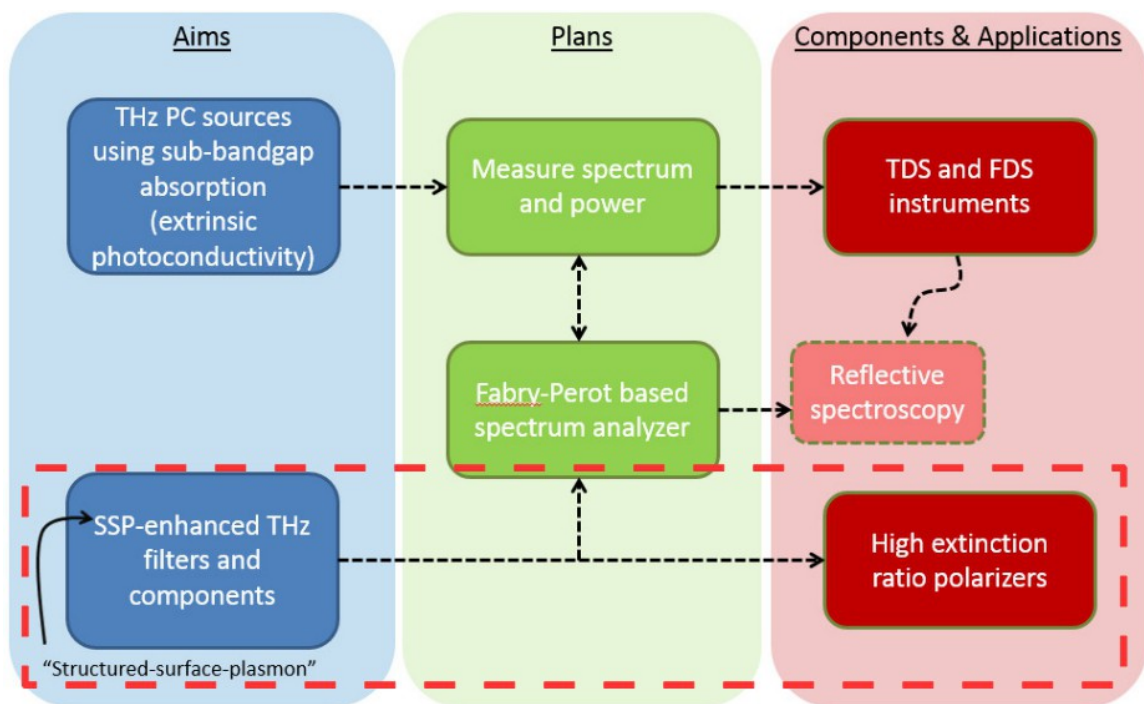 Aims
Plans
Components & Applications
THz PC sources
using sub-bandgap
absorption
(extrinsic
photoconductivity)
Measure spectrum
and power
TDS and FDS
instruments
Fabry-Perot based
spectrum analyzer
Reflective
spectroscopy
SSP-enhanced THz
filters and
components
High extinction
ratio polarizers
“Structured-surface-plasmon”